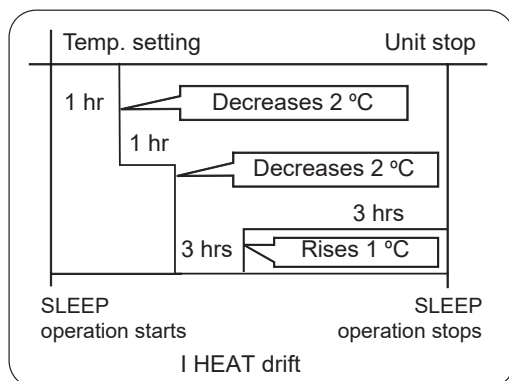 Temp. setting
Unit stop
1 hr
Decreases 2 ºC
1 hr
Decreases 2 ºC
3 hrs
3 hrs
Rises 1 ºC
SLEEP
operation starts
SLEEP
operation stops
I HEAT drift